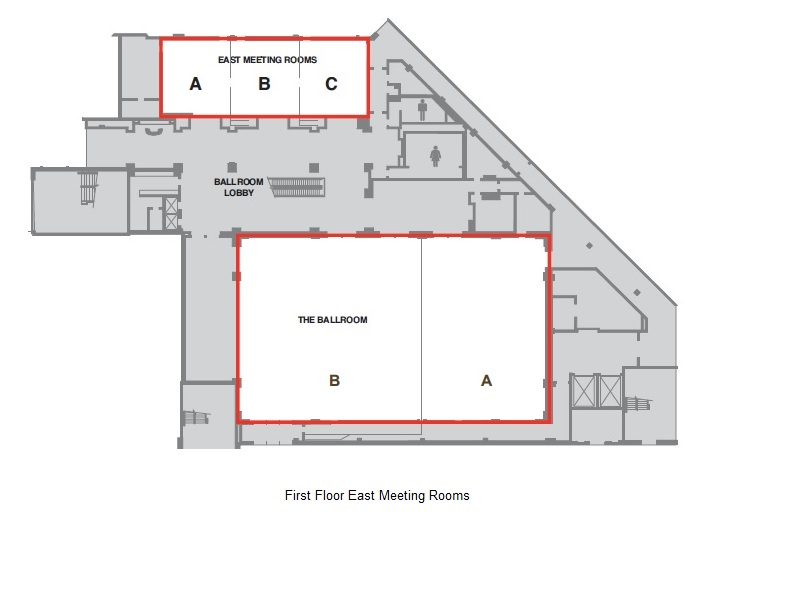 EAST MEETING ROOMS
A B C
BALLROOM
LOBBY
THE BALLROOM
B A
First Floor East Meeting Rooms